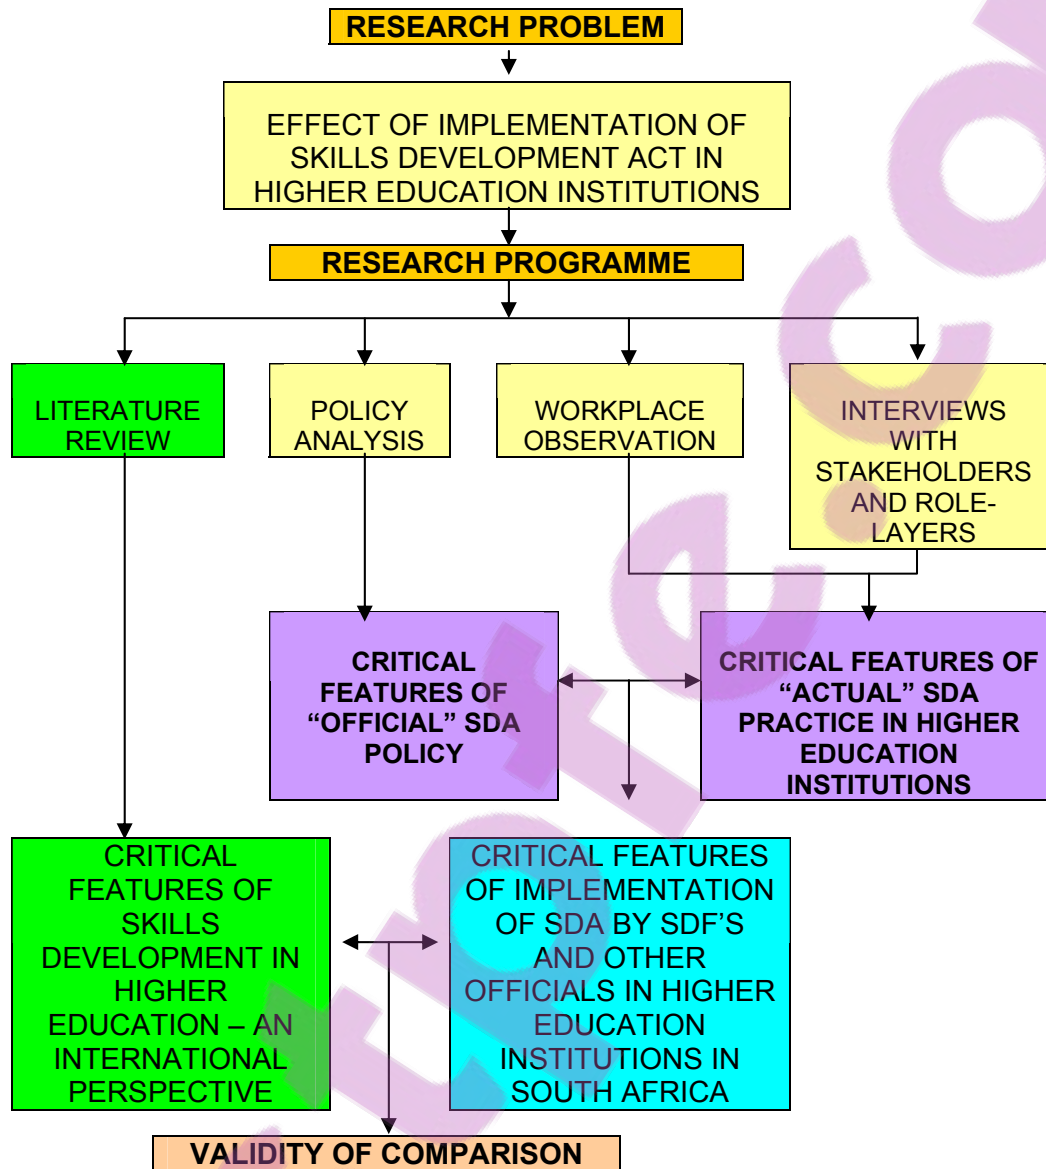 RESEARCH PROBLEM
EFFECT OF IMPLEMENTATION OF
SKILLS DEVELOPMENT ACT IN
HIGHER EDUCATION INSTITUTIONS
RESEARCH PROGRAMME
LITERATURE
REVIEW
POLICY
ANALYSIS
WORKPLACE
OBSERVATION
INTERVIEWS
WITH
STAKEHOLDERS
AND ROLE-
LAYERS
CRITICAL
FEATURES OF
“OFFICIAL” SDA
POLICY
CRITICAL FEATURES OF
“ACTUAL” SDA
PRACTICE IN HIGHER
EDUCATION
INSTITUTIONS
CRITICAL
FEATURES OF
SKILLS
DEVELOPMENT IN
HIGHER
EDUCATION – AN
INTERNATIONAL
PERSPECTIVE
CRITICAL FEATURES
OF IMPLEMENTATION
OF SDA BY SDF’S
AND OTHER
OFFICIALS IN HIGHER
EDUCATION
INSTITUTIONS IN
SOUTH AFRICA
VALIDITY OF COMPARISON